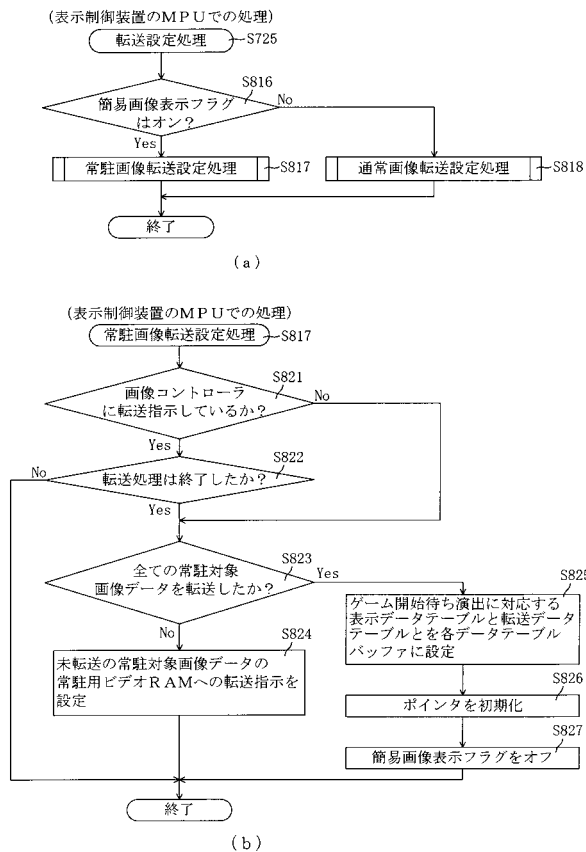 (表示制御装置のMPUでの処理)
転送設定処理
S725
S816
簡易画像表示フラグ
はオン?
No
Yes
常駐画像転送設定処理
S817
通常画像転送設定処理
S818
終了
(a)
(表示制御装置のMPUでの処理)
常駐画像転送設定処理
S817
S821
画像コントローラ
に転送指示しているか?
No
Yes
S822
No
転送処理は終了したか?
Yes
S823
全ての常駐対象
画像データを転送したか?
Yes
No
S825
ゲーム開始待ち演出に対応する
表示データテーブルと転送データ
テーブルとを各データテーブル
バッファに設定
S824
未転送の常駐対象画像データの
常駐用ビデオRAMへの転送指示を
設定
S826
ポインタを初期化
S827
簡易画像表示フラグをオフ
終了
(b)